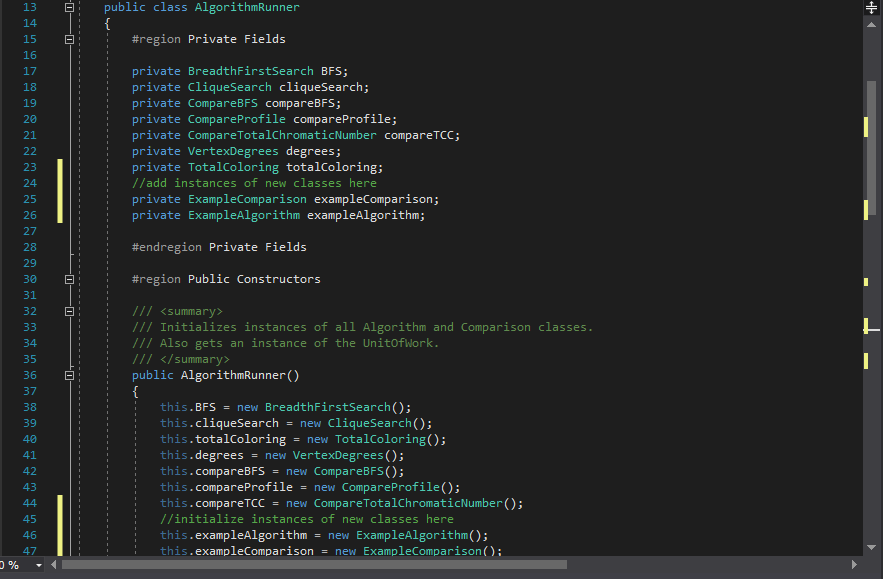 13 public class AlgorithmRunner
14 {
15 #region Private Fields
16
17 private BreadthFirstSearch BFS;
18 private CliqueSearch cliqueSearch;
19 private CompareBFS compareBFS;
20 private CompareProfile compareProfile;
21 private CompareTotalChromaticNumber compareTCC;
22 private VertexDegrees degrees;
23 private TotalColoring totalColoring;
24 //add instances of new classes here
25 private ExampleComparison exampleComparison;
26 private ExampleAlgorithm exampleAlgorithm;
27
28 #endregion Private Fields
29
30 #region Public Constructors
31
32 /// <summary>
33 /// Initializes instances of all Algorithm and Comparison classes.
34 /// Also gets an instance of the UnitOfWork.
35 /// </summary>
36 public AlgorithmRunner()
37 {
38 this.BFS = new BreadthFirstSearch();
39 this.cliqueSearch = new CliqueSearch();
40 this.totalColoring = new TotalColoring();
41 this.degrees = new VertexDegrees();
42 this.compareBFS = new CompareBFS();
43 this.compareProfile = new CompareProfile();
44 this.compareTCC = new CompareTotalChromaticNumber();
45 //initialize instances of new classes here
46 this.exampleAlgorithm = new ExampleAlgorithm();
47 this.exampleComparison = new ExampleComparison();
0 %